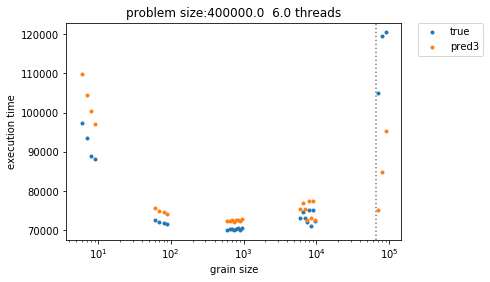 problem size:400000.0  6.0 threads
true
pred3
execution time
120000
110000
100000
90000
80000
70000
10^1
10^2
10^3
10^4
10^5
grain size